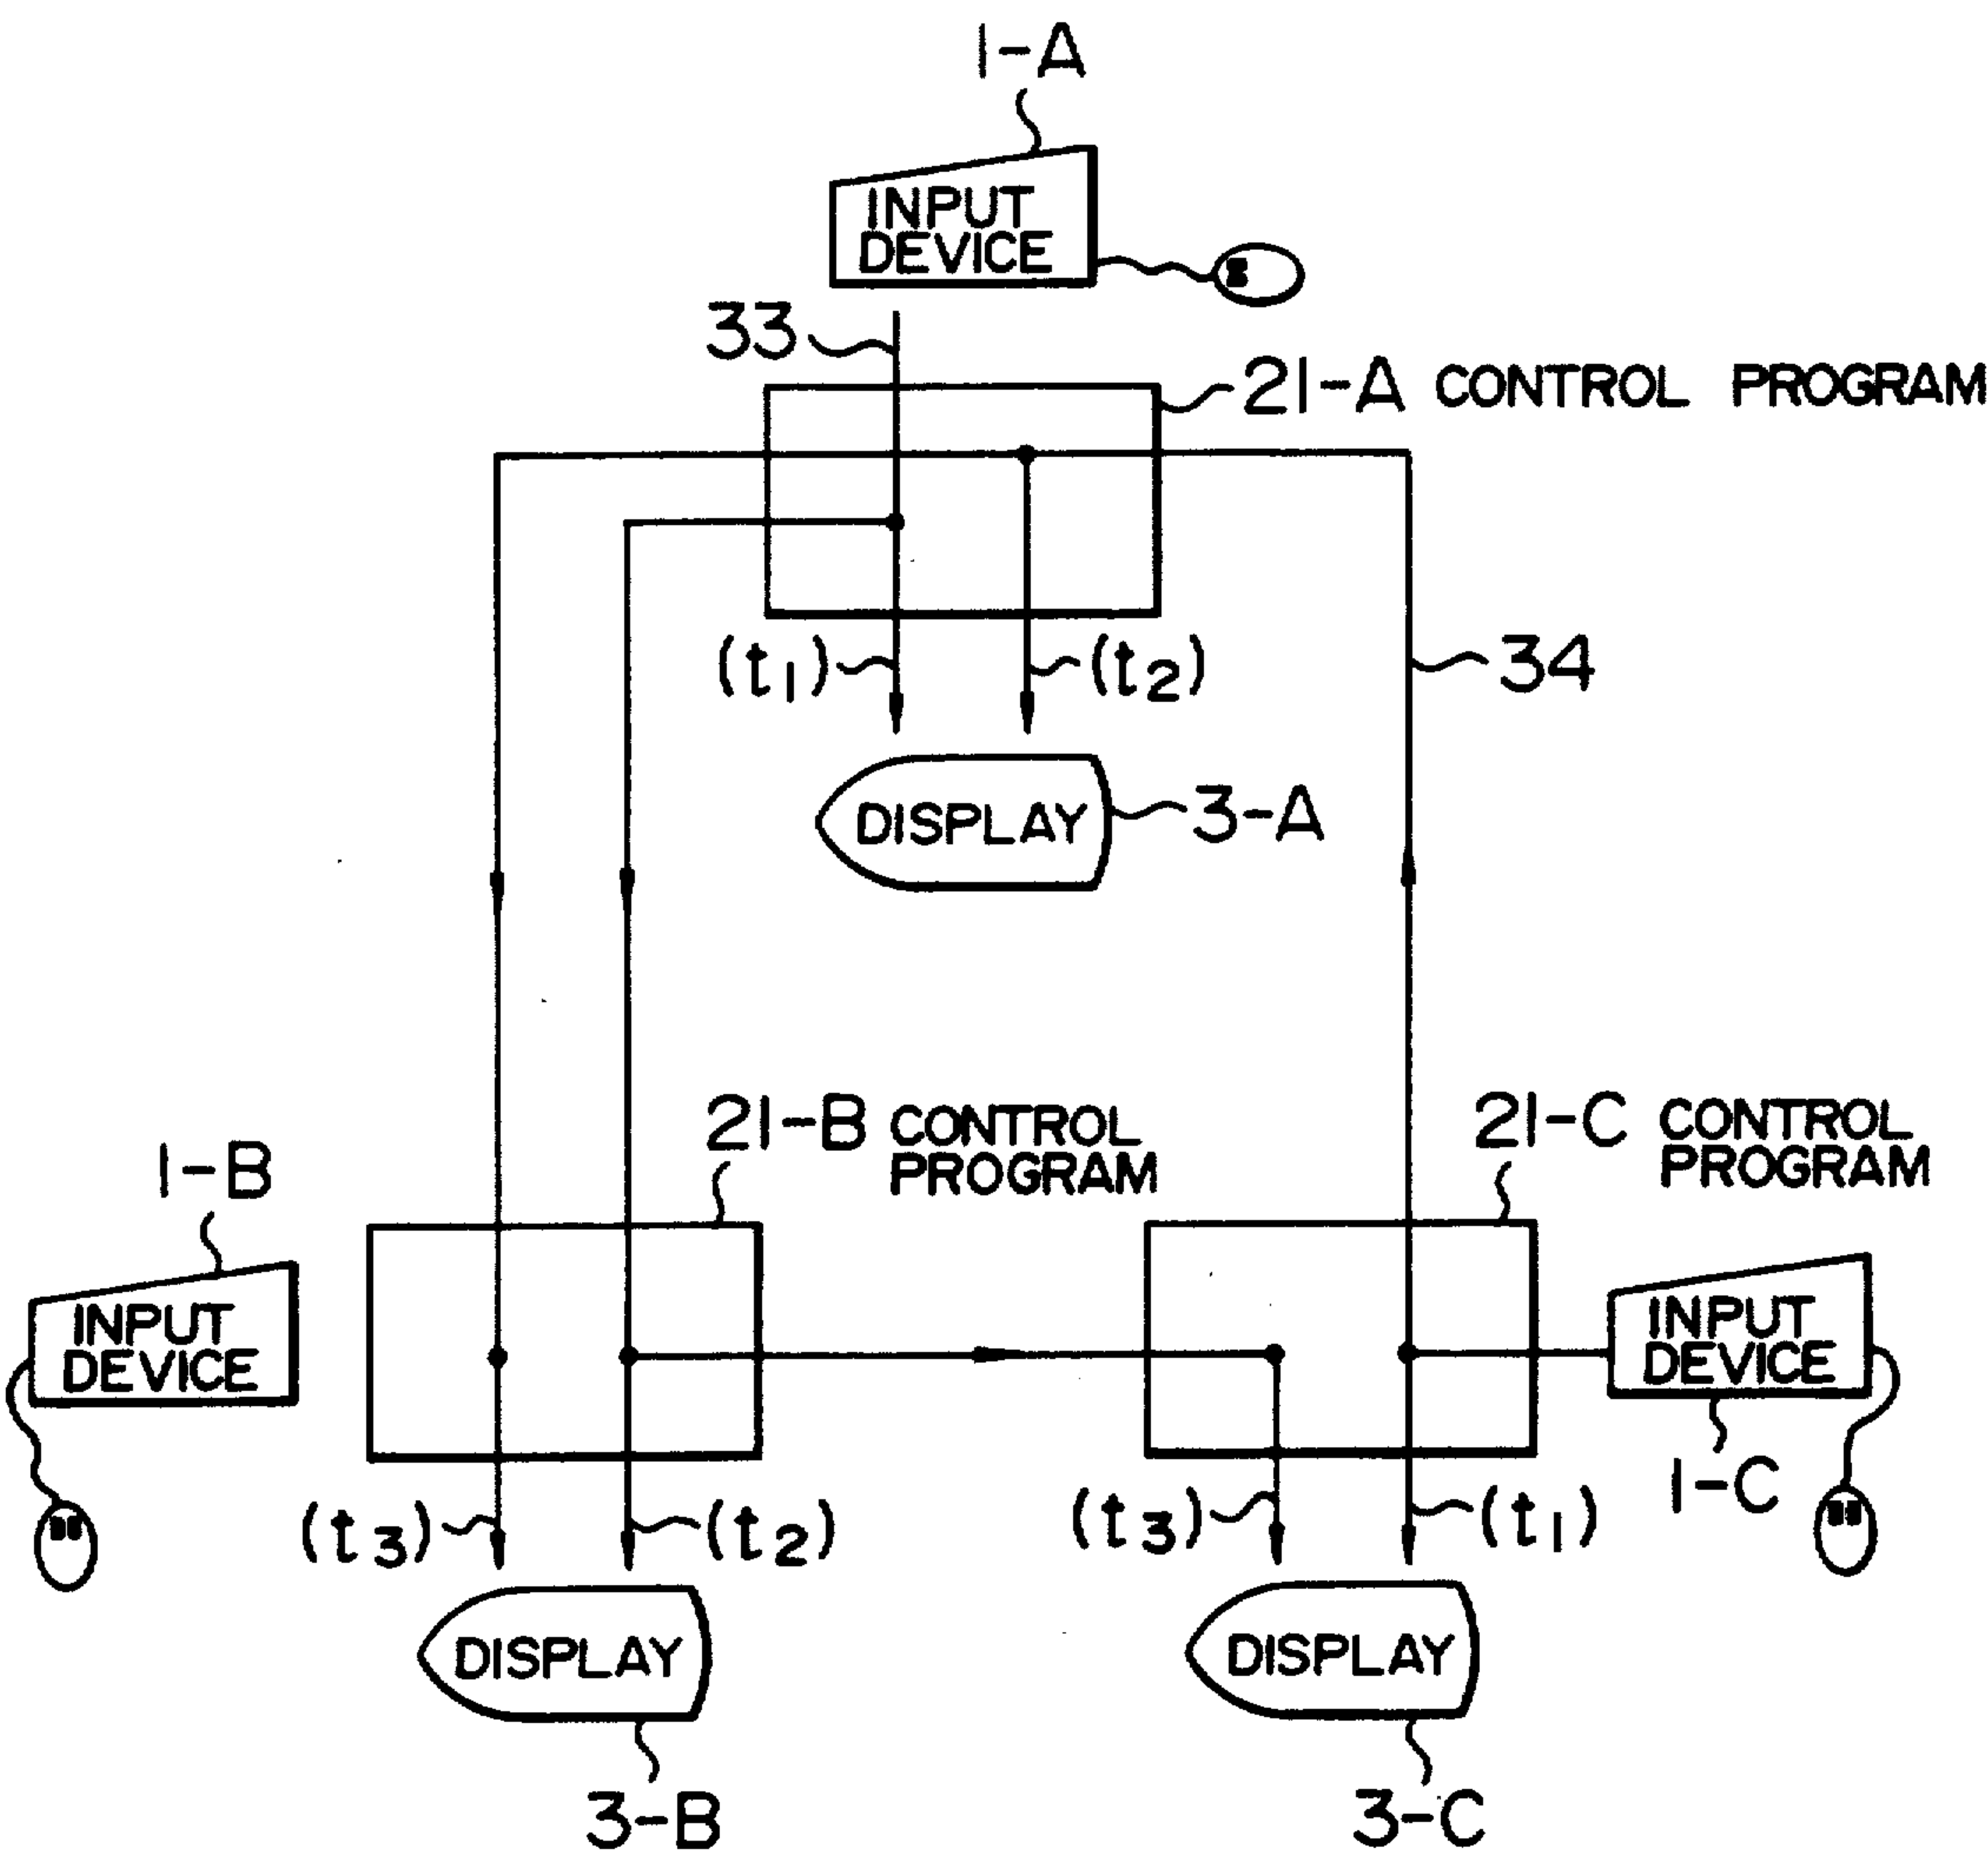 1-A
INPUT
DEVICE
33
21-A CONTROL PROGRAM
(t1)
(t2)
34
DISPLAY
3-A
21-B CONTROL
PROGRAM
21-C CONTROL
PROGRAM
1-B
INPUT
DEVICE
INPUT
DEVICE
1-C
(t3)
(t2)
(t3)
(t1)
DISPLAY
DISPLAY
3-B
3-C